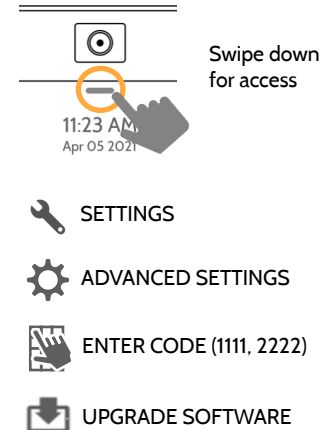 Swipe down
for access
11:23 AM
Apr 05 2021
SETTINGS
ADVANCED SETTINGS
ENTER CODE (1111, 2222)
UPGRADE SOFTWARE